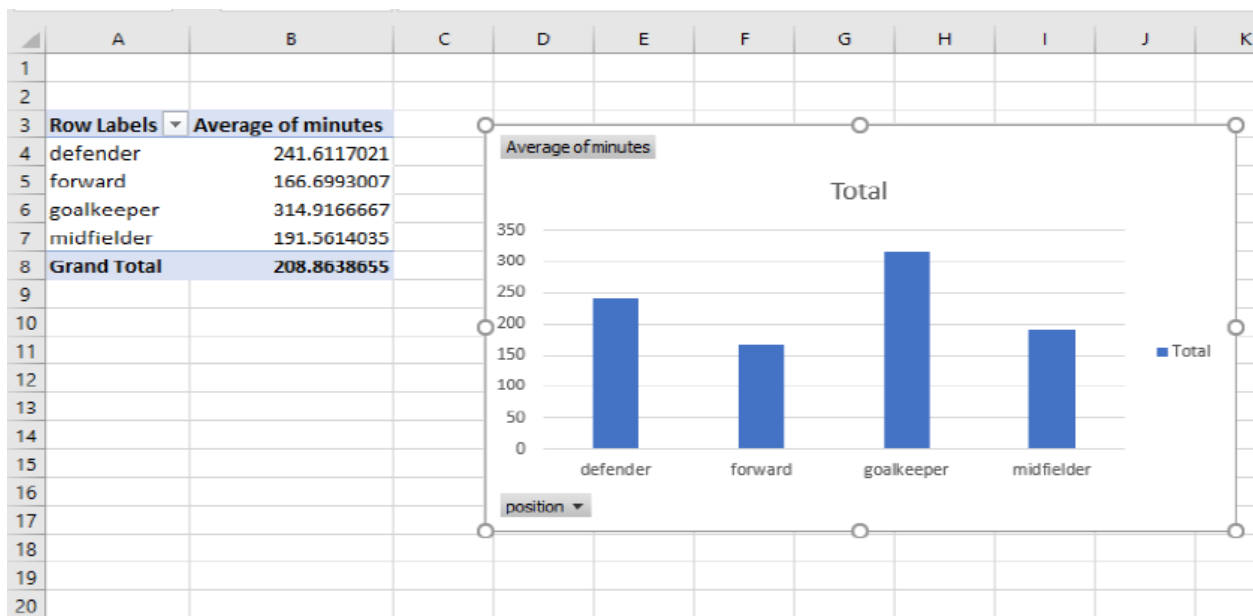 A B C D E F G H I J K
1
2
3 Row Labels Average of minutes
4 defender 241.6117021
5 forward 166.6993007
6 goalkeeper 314.9166667
7 midfielder 191.5614035
8 Grand Total 208.8638655
9
10
11
12
13
14
15
16
17
18
19
20
Average of minutes
Total
350
300
250
200
150
100
50
0
defender forward goalkeeper midfielder
Total
position